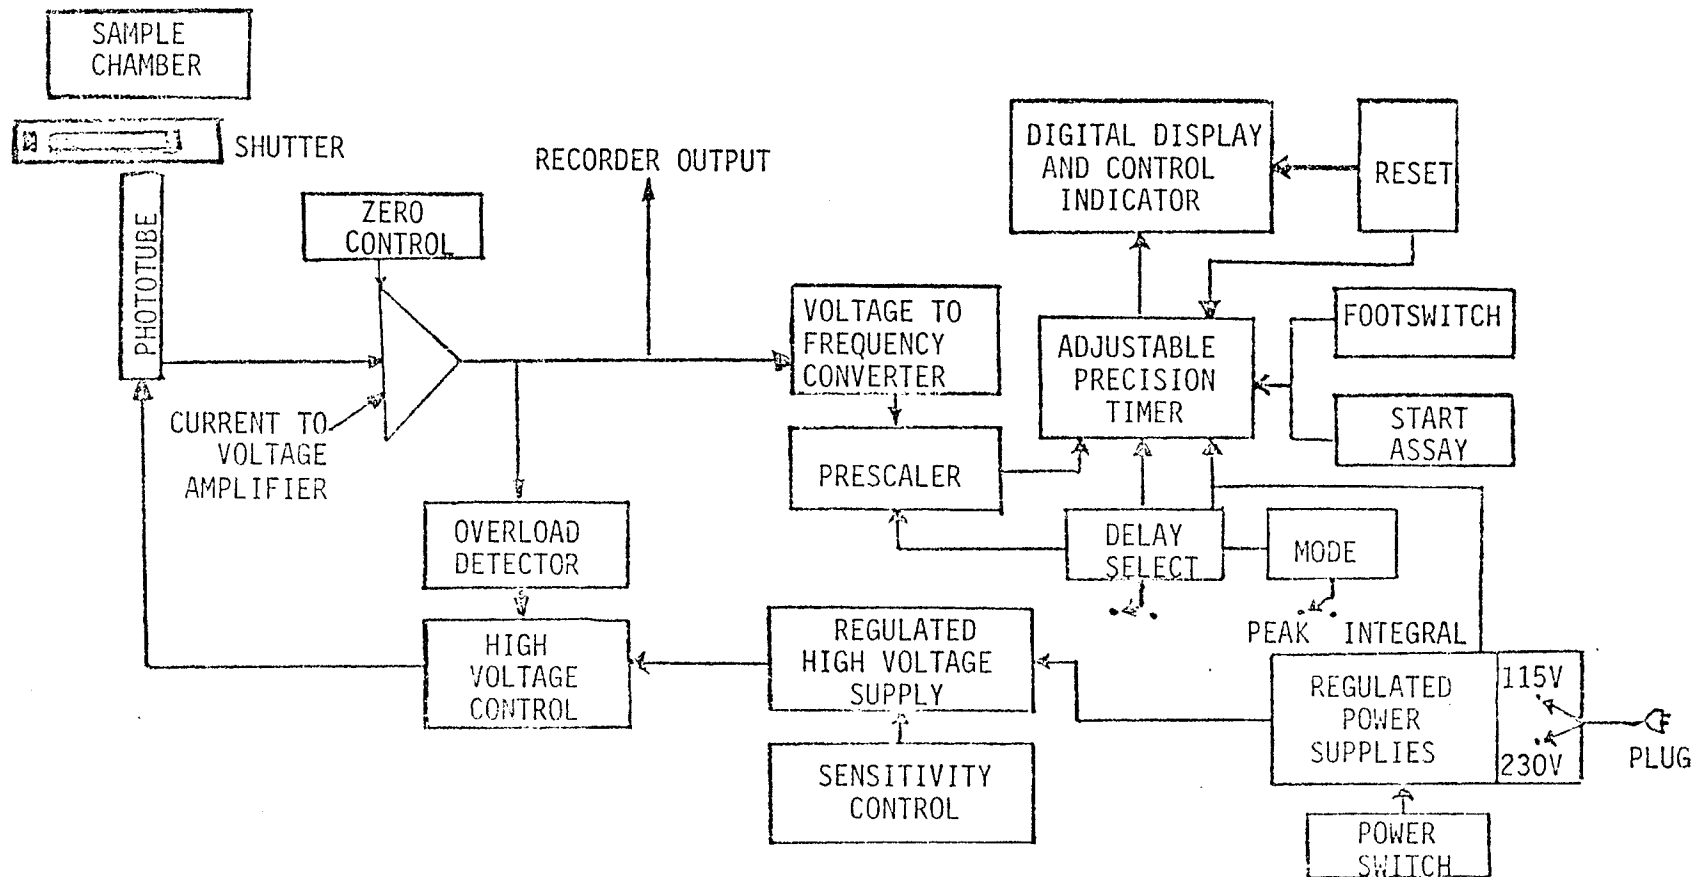 SAMPLE
CHAMBER
SHUTTER
PHOTOTUBE
ZERO
CONTROL
RECORDER OUTPUT
CURRENT TO
VOLTAGE
AMPLIFIER
VOLTAGE TO
FREQUENCY
CONVERTER
DIGITAL DISPLAY
AND CONTROL
INDICATOR
RESET
ADJUSTABLE
PRECISION
TIMER
FOOTSWITCH
START
ASSAY
PRESCALER
DELAY
SELECT
MODE
PEAK INTEGRAL
OVERLOAD
DETECTOR
HIGH
VOLTAGE
CONTROL
REGULATED
HIGH VOLTAGE
SUPPLY
SENSITIVITY
CONTROL
REGULATED
POWER
SUPPLIES
115V
230V
PLUG
POWER
SWITCH